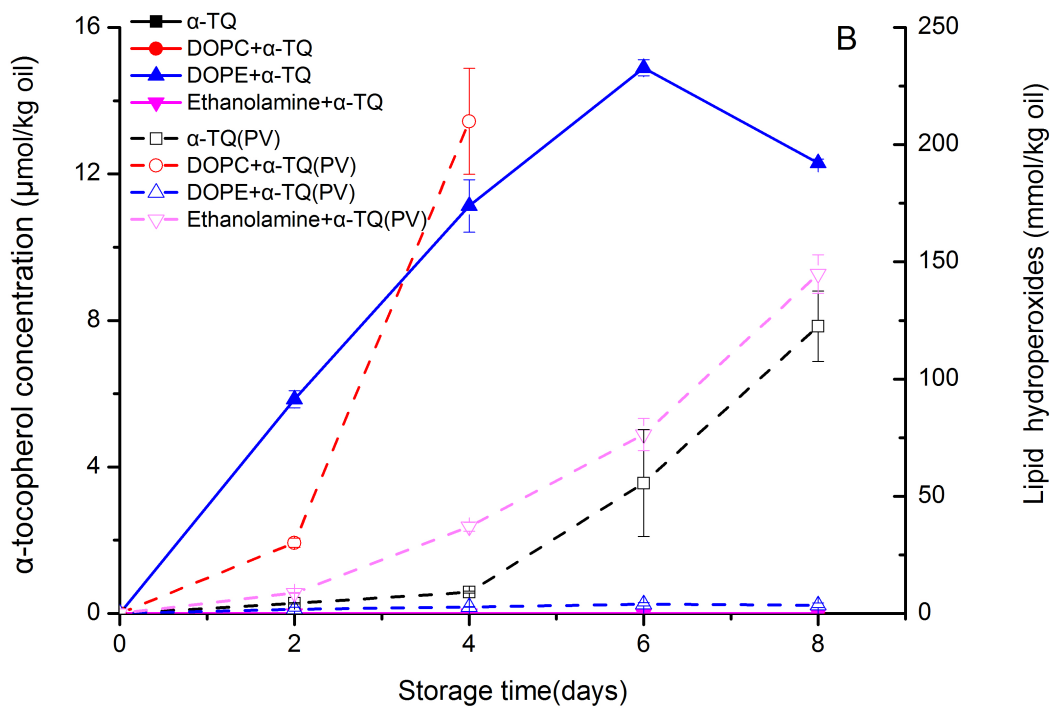 α-TQ
DOPC+α-TQ
DOPE+α-TQ
Ethanolamine+α-TQ
α-TQ(PV)
DOPC+α-TQ(PV)
DOPE+α-TQ(PV)
Ethanolamine+α-TQ(PV)
B
α-tocopherol concentration (μmol/kg oil)
16
12
8
4
0
250
200
150
100
50
0
Lipid hydroperoxides (mmol/kg oil)
0 2 4 6 8
Storage time(days)